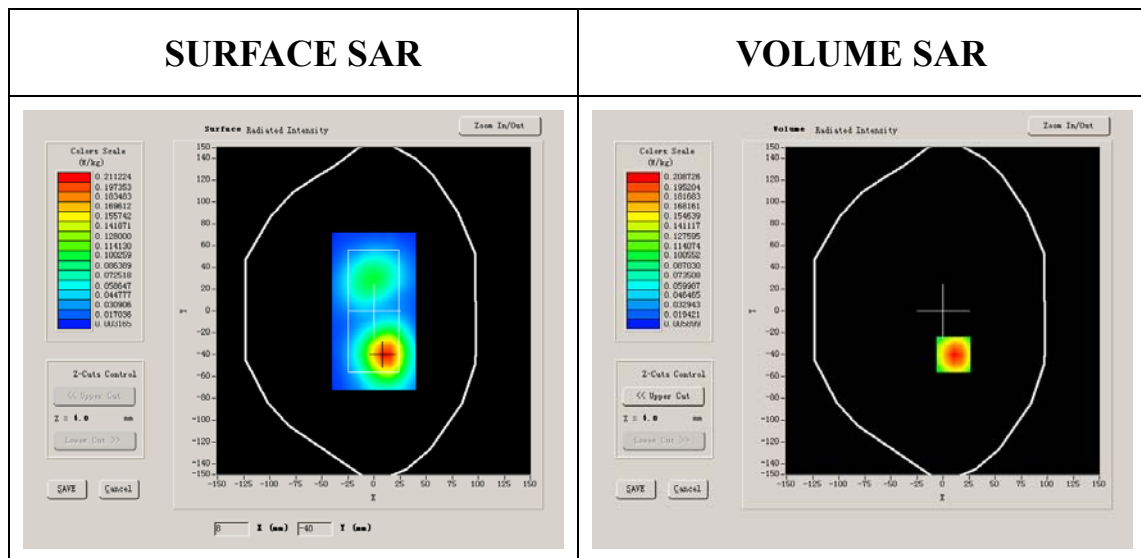 SURFACE SAR
VOLUME SAR
Surface Radiated Intensity
Zoom In/Out
Colors Scale
(W/kg)
0.211224
0.197353
0.183483
0.169612
0.155742
0.141871
0.128000
0.114130
0.100259
0.086389
0.072518
0.058647
0.044777
0.030906
0.017036
0.003165
150
140
120
100
80
60
40
20
0
-20
-40
-60
-80
-100
-120
-140
-150
Y
-150 -125 -100 -75 -50 -25 0 25 50 75 100 125 150
X
Z-Cuts Control
<< Upper Cut
Z = 4.0 mm
Lower Cut >>
SAVE Cancel
8 X (mm) -40 Y (mm)
Volume Radiated Intensity
Zoom In/Out
Colors Scale
(W/kg)
0.208726
0.195204
0.181683
0.168161
0.154639
0.141117
0.127595
0.114074
0.100552
0.087030
0.073508
0.059987
0.046465
0.032943
0.019421
0.005899
150
140
120
100
80
60
40
20
0
-20
-40
-60
-80
-100
-120
-140
-150
Y
-150 -125 -100 -75 -50 -25 0 25 50 75 100 125 150
X
Z-Cuts Control
<< Upper Cut
Z = 4.0 mm
Lower Cut >>
SAVE Cancel